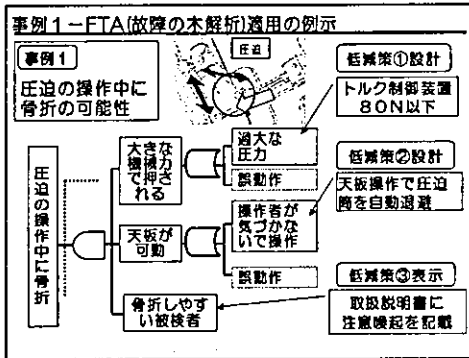 事例1-FTA(故障の木解析)適用の例示
事例1
圧迫の操作中に
骨折の可能性
圧迫
低減策①設計
トルク制御装置
80N以下
大きな
機械力
で押さ
れる
過大な
圧力
誤動作
低減策②設計
天板操作で圧迫
筒を自動退避
圧迫の操作中に骨折
天板が
可動
操作者が
気づかな
いで操作
誤動作
低減策③表示
骨折しやす
い被検者
取扱説明書に
注意喚起を記載